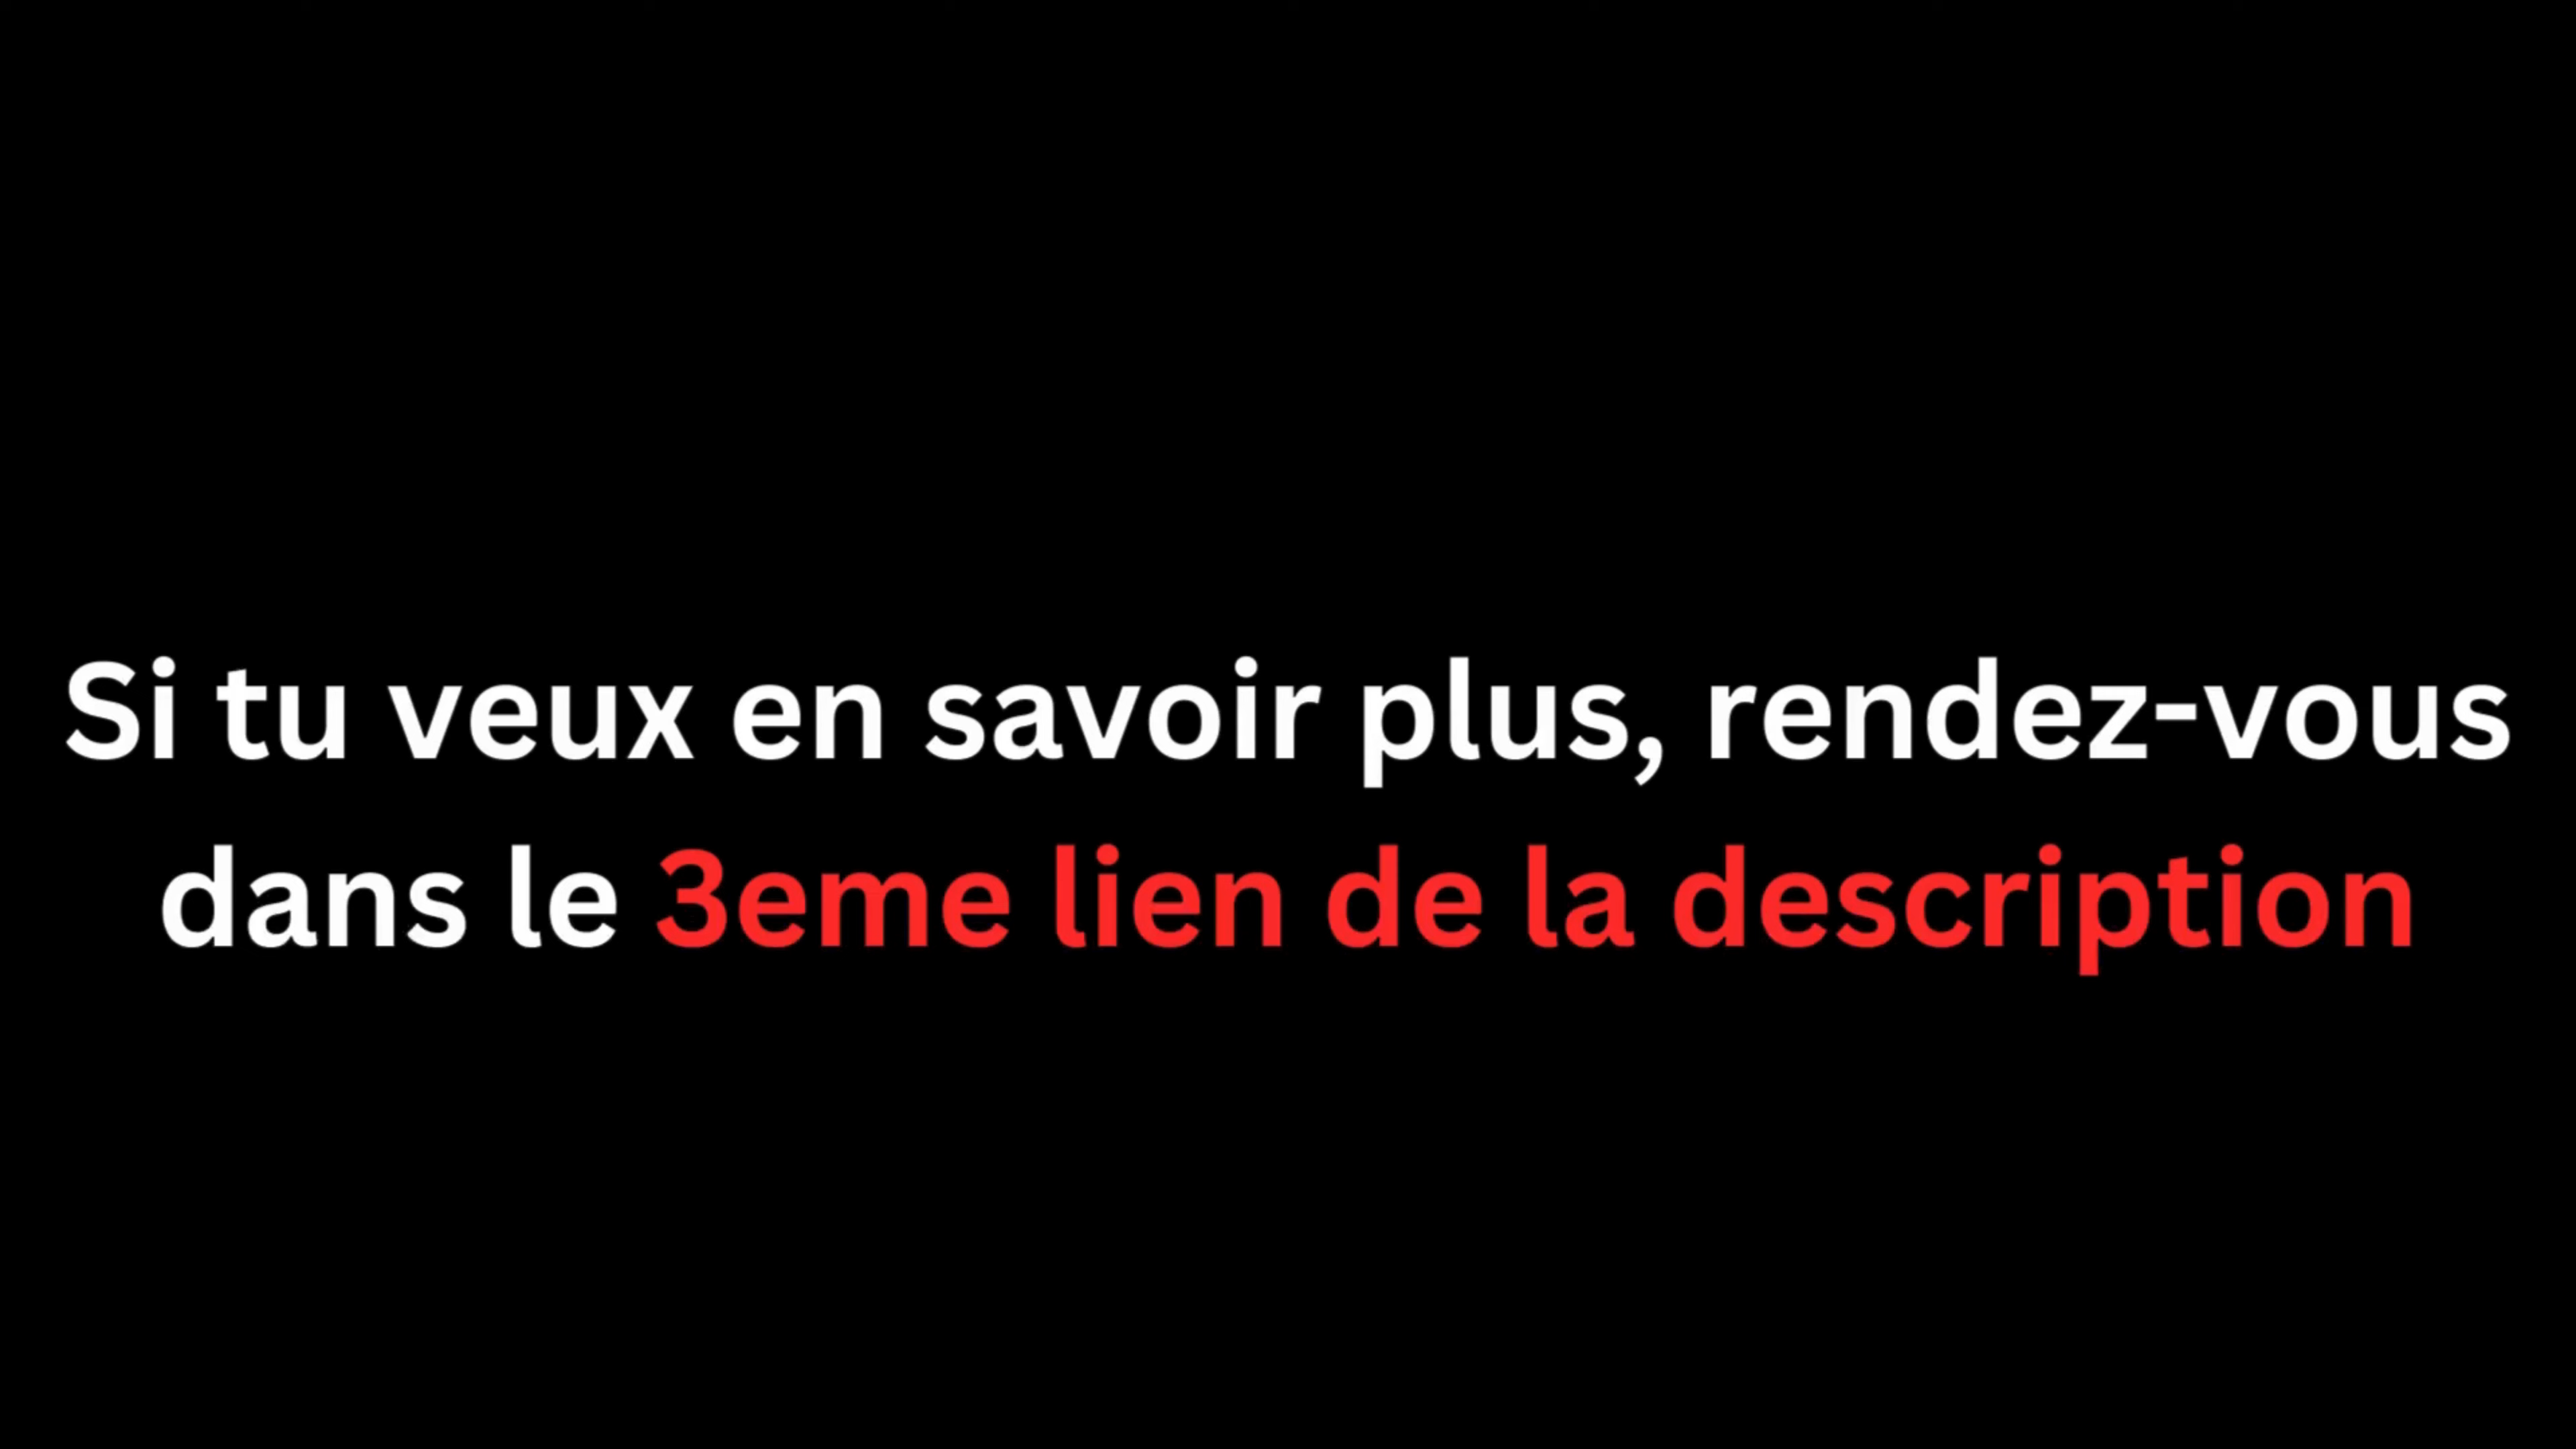 Si tu veux en savoir plus, rendez-vous
dans le 3eme lien de la description